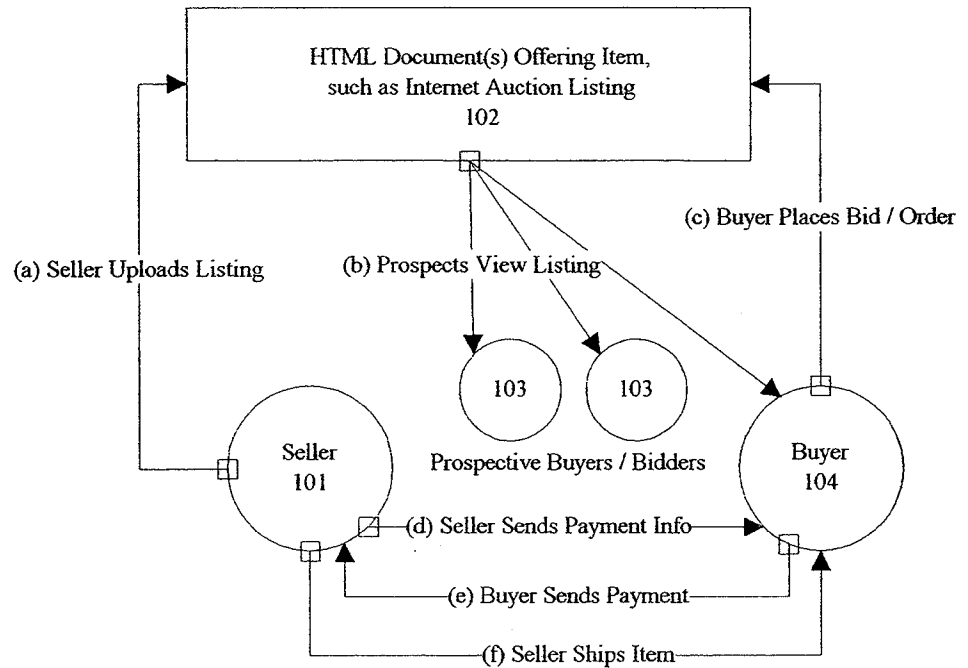 HTML Document(s) Offering Item,
such as Internet Auction Listing
102
(c) Buyer Places Bid / Order
(a) Seller Uploads Listing
(b) Prospects View Listing
103
103
Prospective Buyers / Bidders
Seller
101
Buyer
104
(d) Seller Sends Payment Info
(e) Buyer Sends Payment
(f) Seller Ships Item